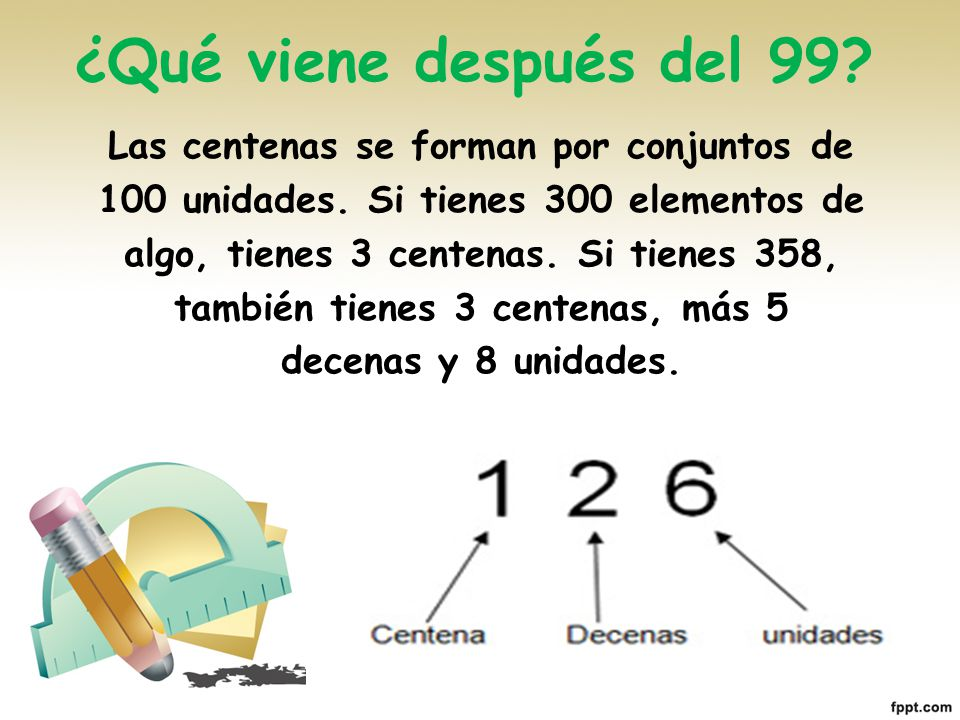 ¿Qué viene después del 99?
Las centenas se forman por conjuntos de
100 unidades. Si tienes 300 elementos de
algo, tienes 3 centenas. Si tienes 358,
también tienes 3 centenas, más 5
decenas y 8 unidades.
1 2 6
Centena Decenas unidades
fppt.com